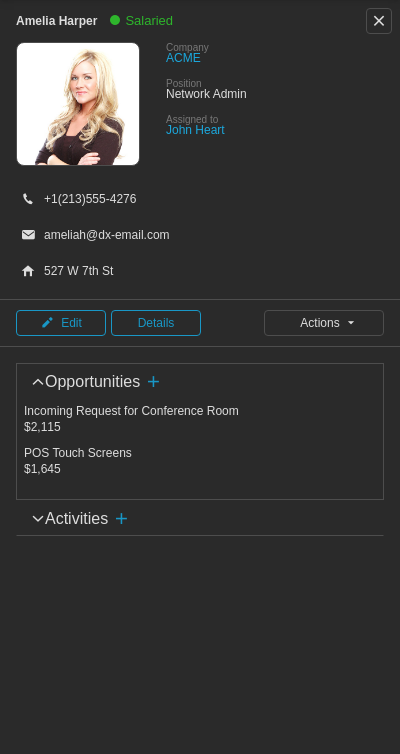 Amelia Harper Salaried
Company
ACME
Position
Network Admin
Assigned to
John Heart
+1(213)555-4276
ameliah@dx-email.com
527 W 7th St
Edit Details Actions
Opportunities
Incoming Request for Conference Room
$2,115
POS Touch Screens
$1,645
Activities